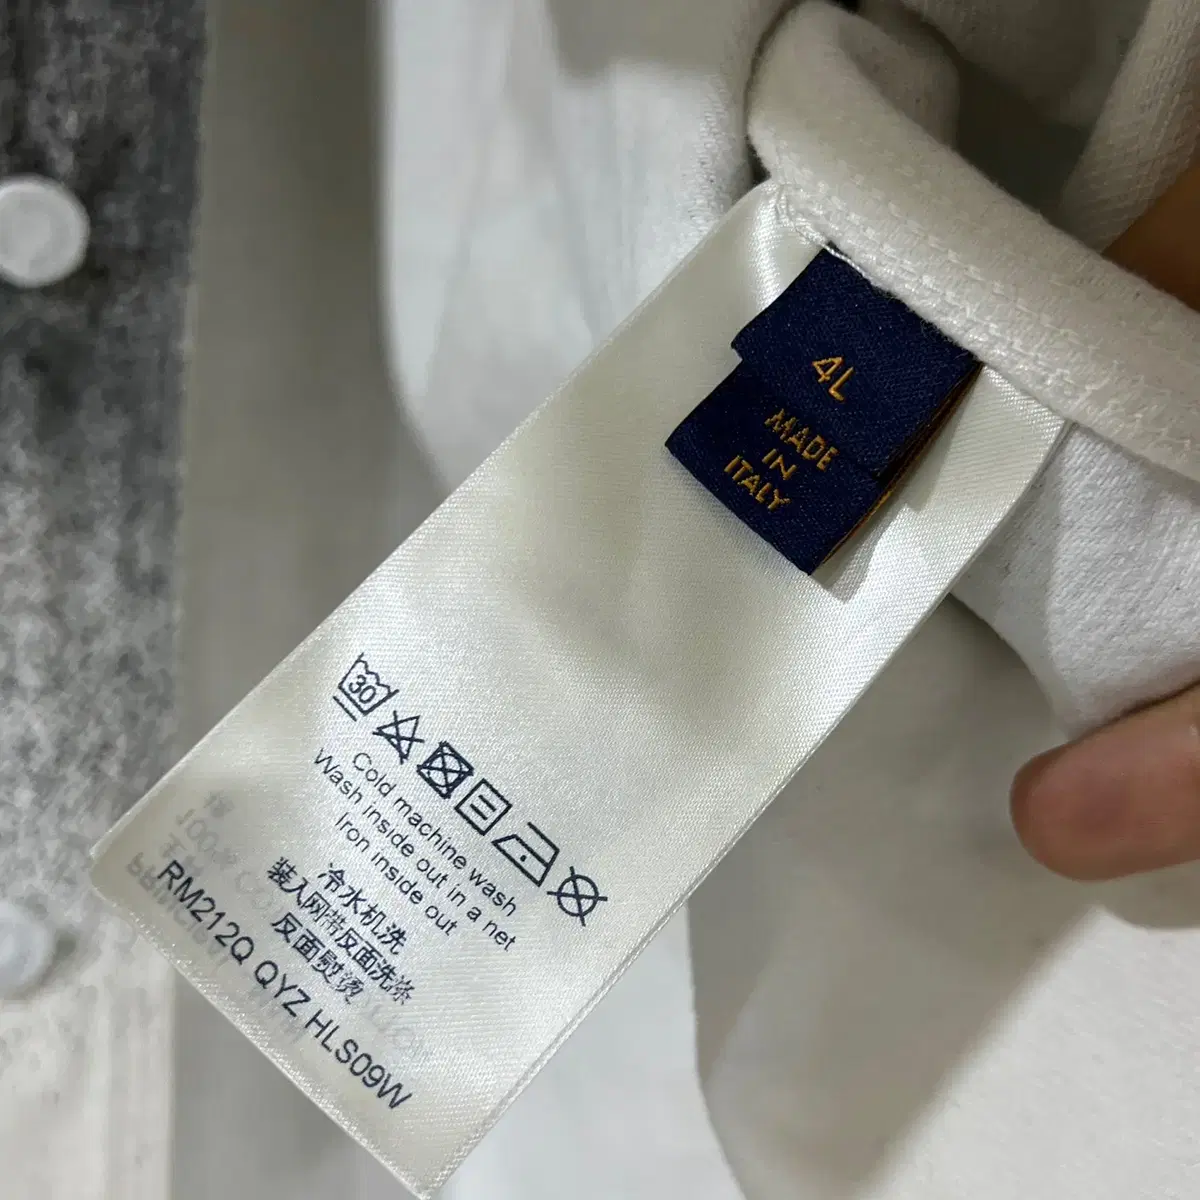 4L
MADE
IN
ITALY
30
Cold machine wash
Wash inside out in a net
Iron inside out
冷水机洗
装入网带反面洗涤
反面熨烫
RM212Q QYZ HLS09W